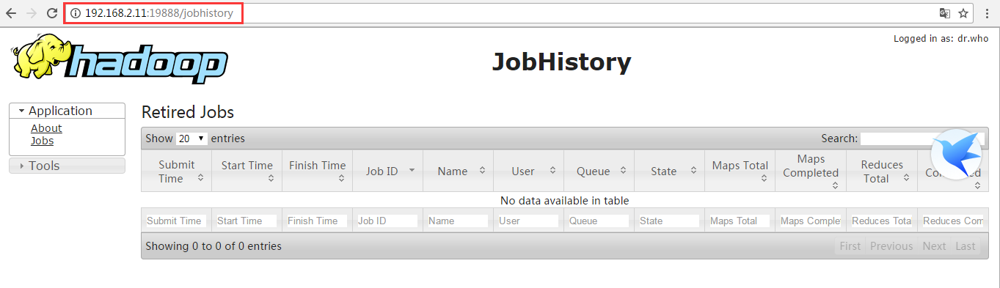 192.168.2.11:19888/jobhistory
Logged in as: dr.who
hadoop
JobHistory
Application
About
Jobs
Tools
Retired Jobs
Show 20 entries
Search:
Submit Time
Start Time
Finish Time
Job ID
Name
User
Queue
State
Maps Total
Maps Completed
Reduces Total
No data available in table
Submit Time
Start Time
Finish Time
Job ID
Name
User
Queue
State
Maps Total
Maps Comple
Reduces Tota
Reduces Com
Showing 0 to 0 of 0 entries
First Previous Next Last